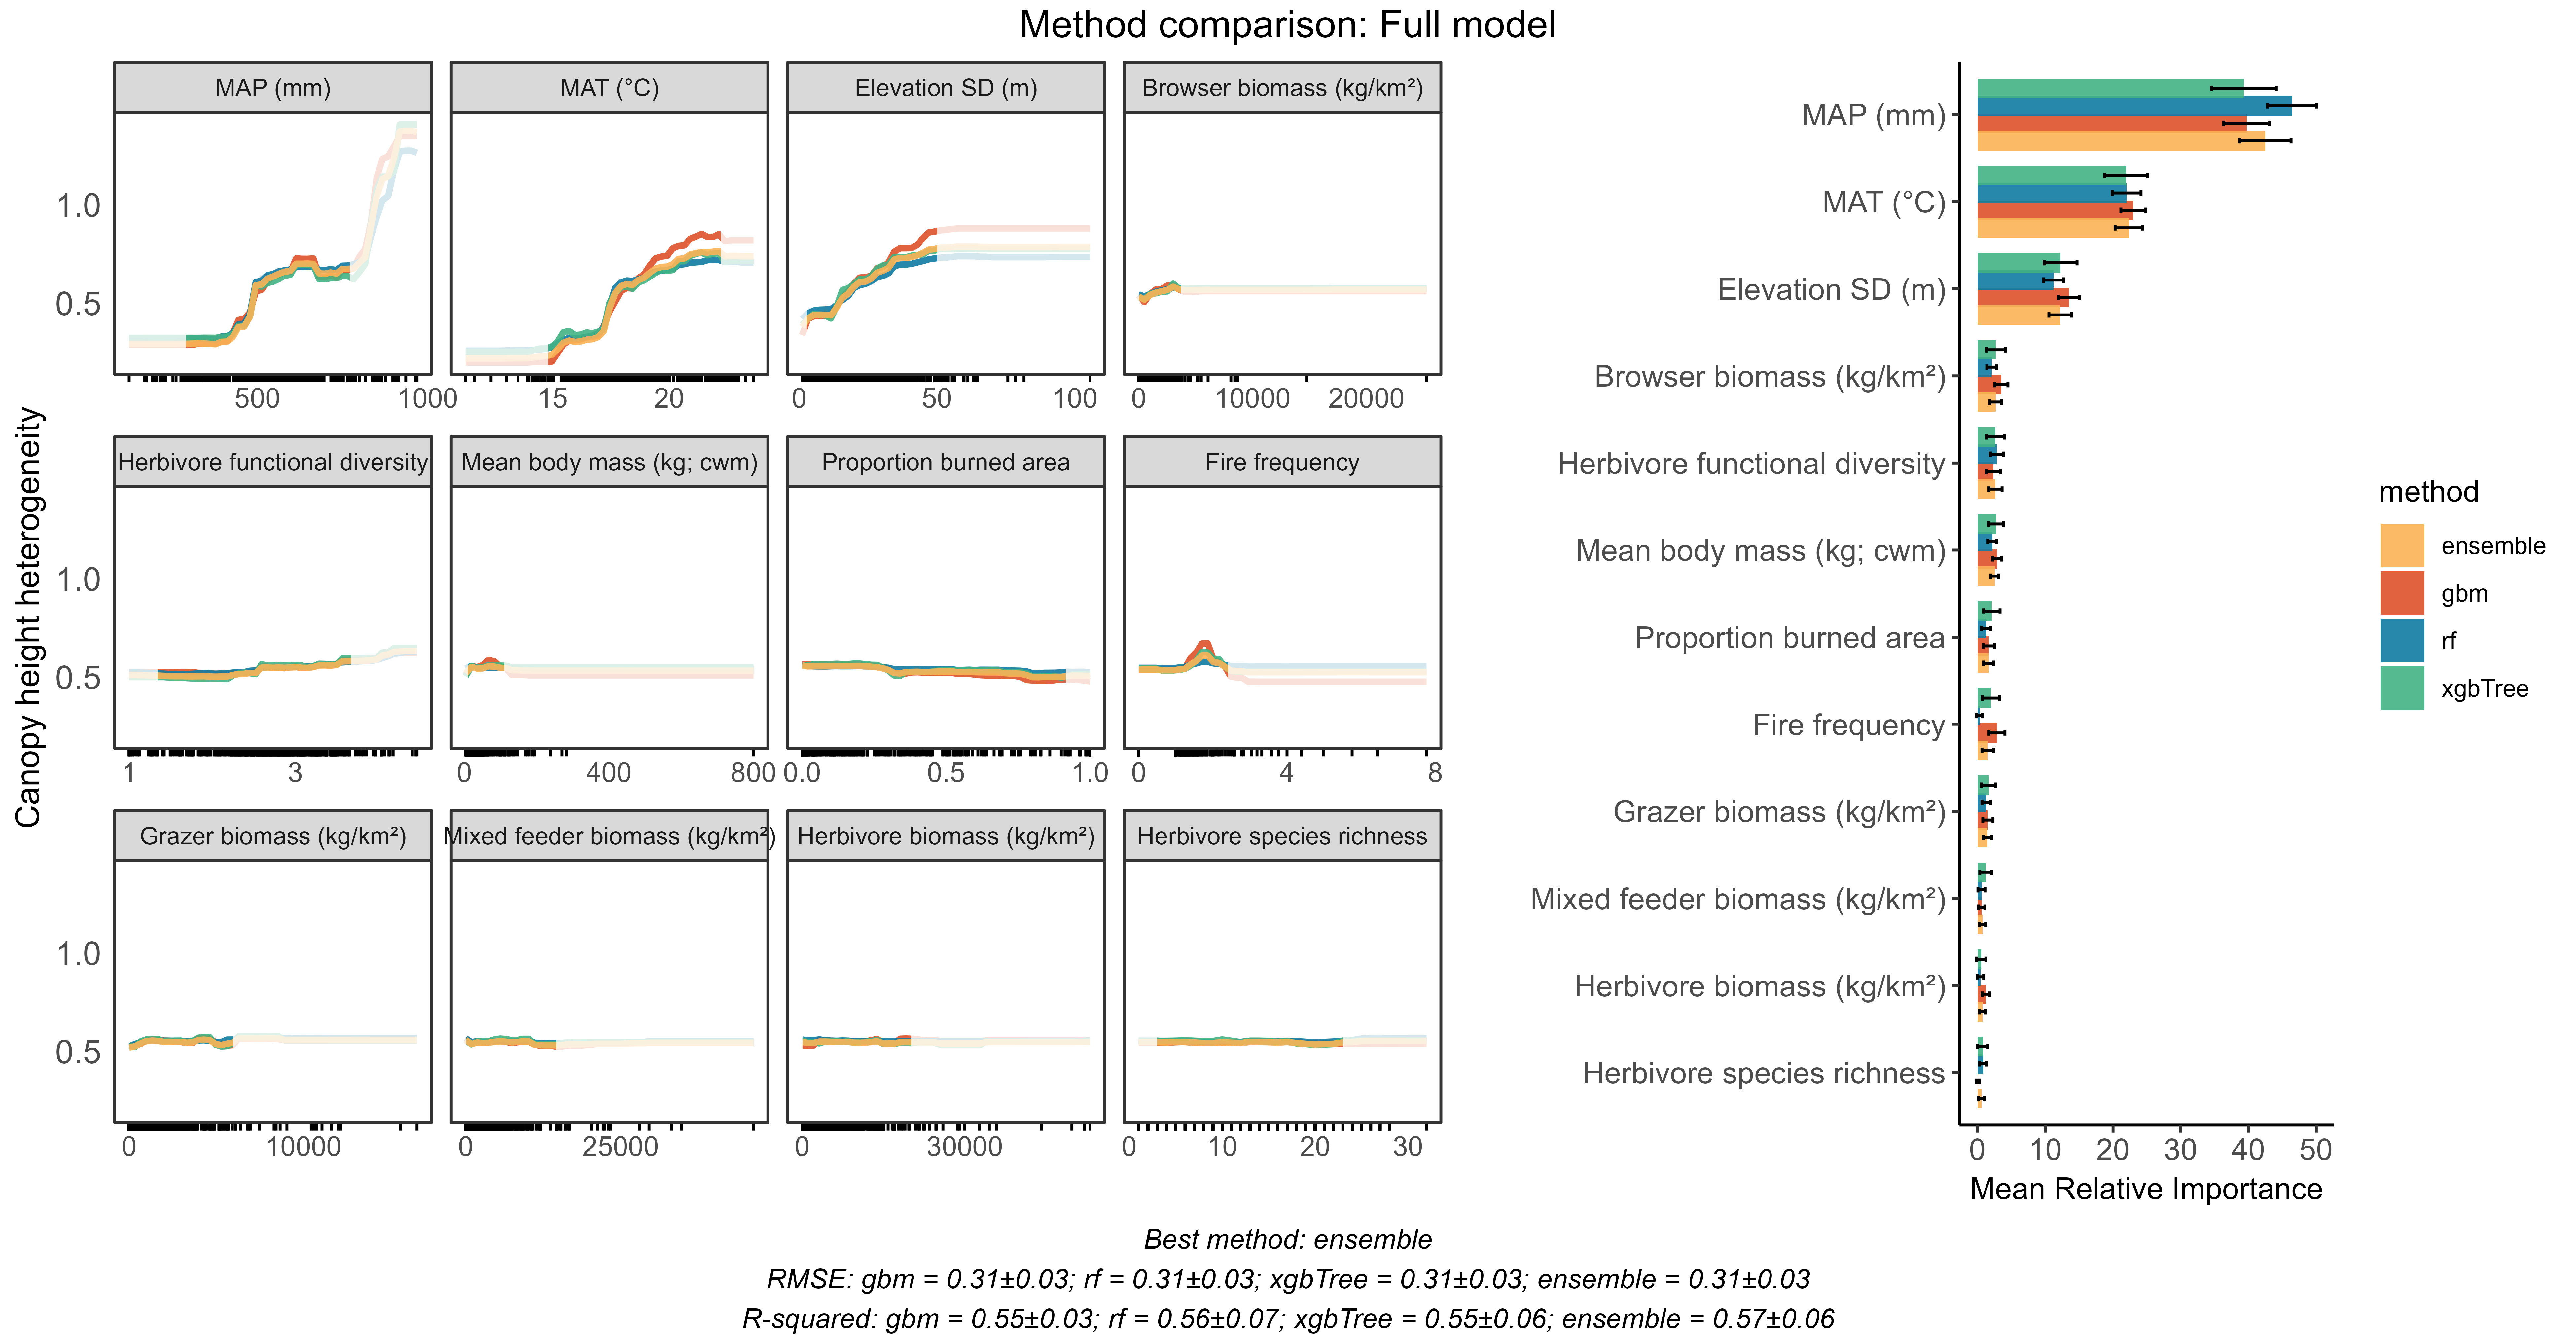 Method comparison: Full model
MAP (mm)
MAT (°C)
Elevation SD (m)
Browser biomass (kg/km²)
1.0
0.5
500
1000
15
20
0
50
100
0
10000
20000
Canopy height heterogeneity
Herbivore functional diversity
Mean body mass (kg; cwm)
Proportion burned area
Fire frequency
1.0
0.5
1
3
0
400
800
0.0
0.5
1.0
0
4
8
Grazer biomass (kg/km²)
Mixed feeder biomass (kg/km²)
Herbivore biomass (kg/km²)
Herbivore species richness
1.0
0.5
0
10000
0
25000
0
30000
0
10
20
30
MAP (mm)
MAT (°C)
Elevation SD (m)
Browser biomass (kg/km²)
Herbivore functional diversity
Mean body mass (kg; cwm)
Proportion burned area
Fire frequency
Grazer biomass (kg/km²)
Mixed feeder biomass (kg/km²)
Herbivore biomass (kg/km²)
Herbivore species richness
0
10
20
30
40
50
Mean Relative Importance
method
ensemble
gbm
rf
xgbTree
Best method: ensemble
RMSE: gbm = 0.31±0.03; rf = 0.31±0.03; xgbTree = 0.31±0.03; ensemble = 0.31±0.03
R-squared: gbm = 0.55±0.03; rf = 0.56±0.07; xgbTree = 0.55±0.06; ensemble = 0.57±0.06